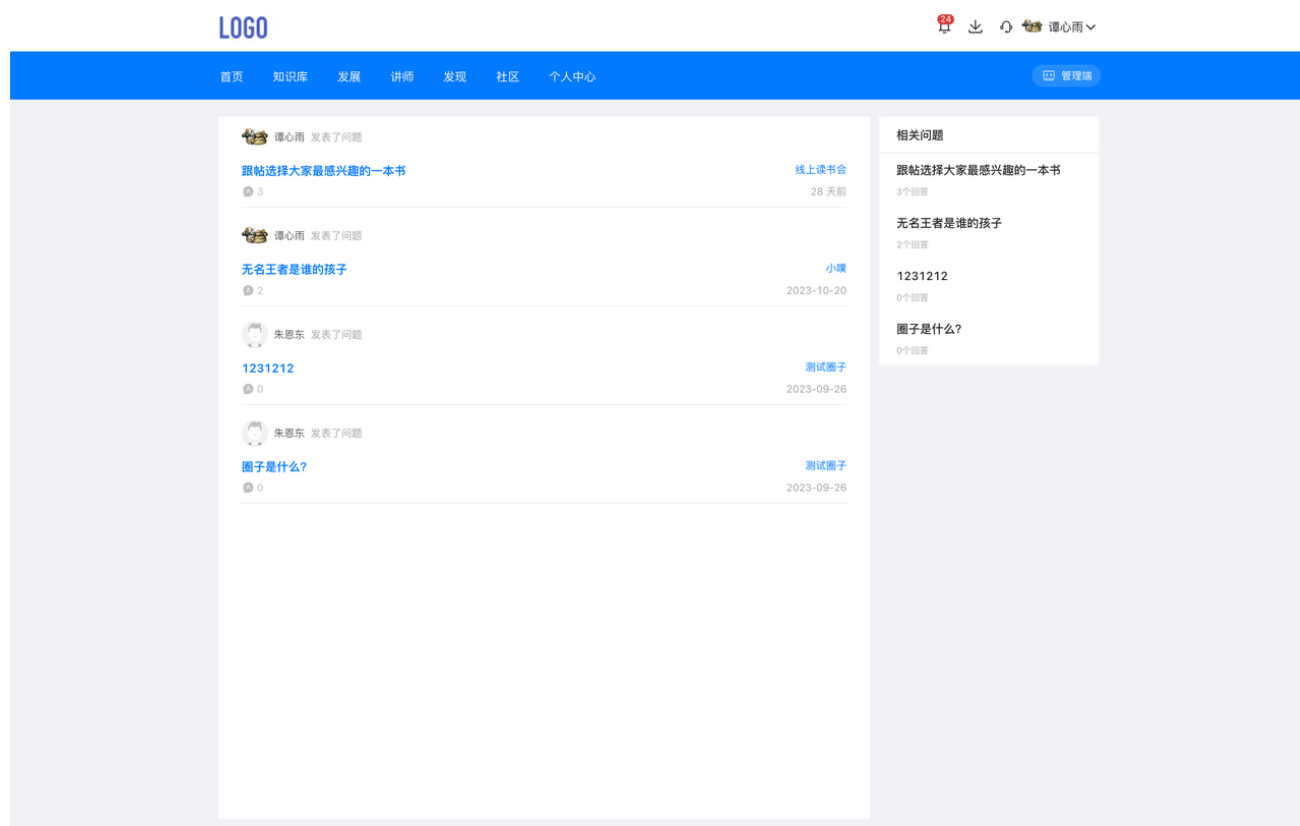 LOGO
24
谭心雨
首页 知识库 发展 讲师 发现 社区 个人中心 管理端
谭心雨 发表了问题
跟帖选择大家最感兴趣的一本书 线上读书会
3 28 天前
谭心雨 发表了问题
无名王者是谁的孩子 小噗
2 2023-10-20
朱恩东 发表了问题
1231212 测试圈子
0 2023-09-26
朱恩东 发表了问题
圈子是什么? 测试圈子
0 2023-09-26
相关问题
跟帖选择大家最感兴趣的一本书
3个回答
无名王者是谁的孩子
2个回答
1231212
0个回答
圈子是什么?
0个回答